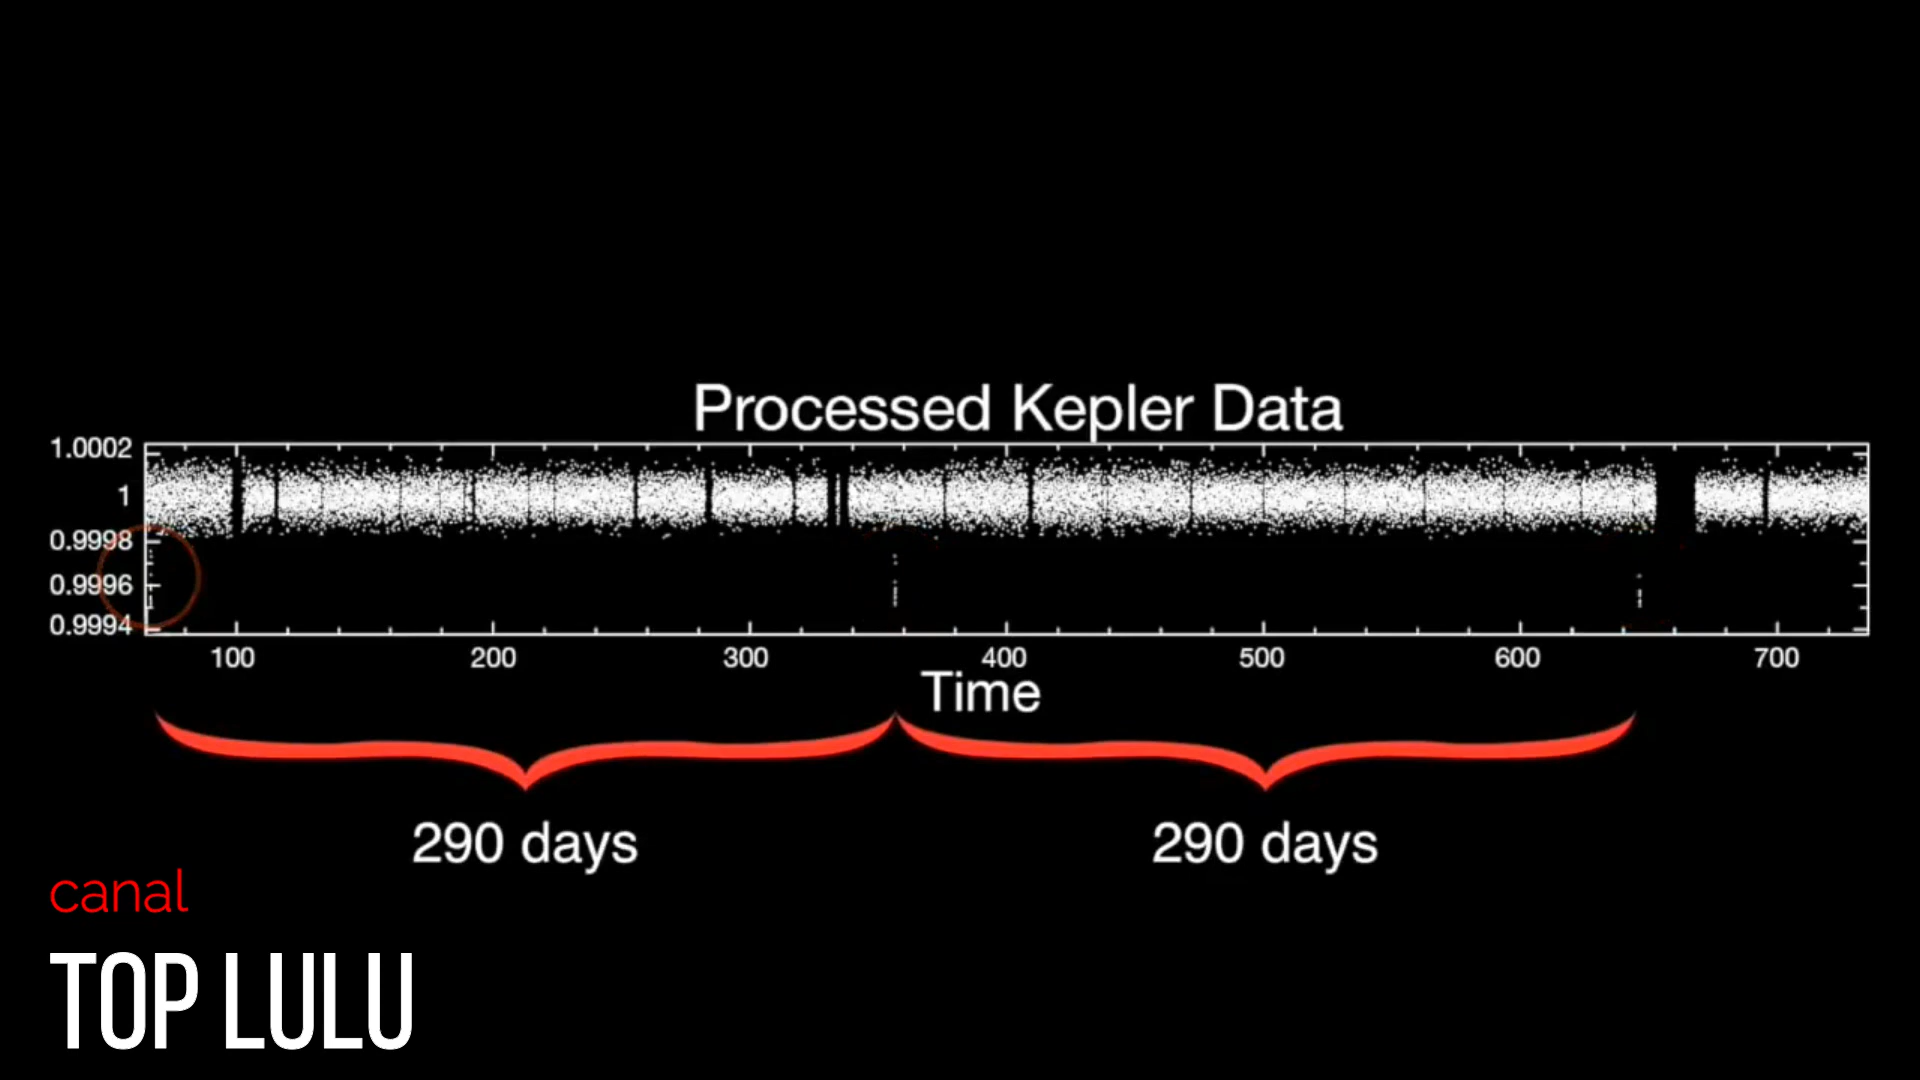 Processed Kepler Data
1.0002
1
0.9998
0.9996
0.9994
100 200 300 400 500 600 700
Time
290 days 290 days
canal
TOP LULU